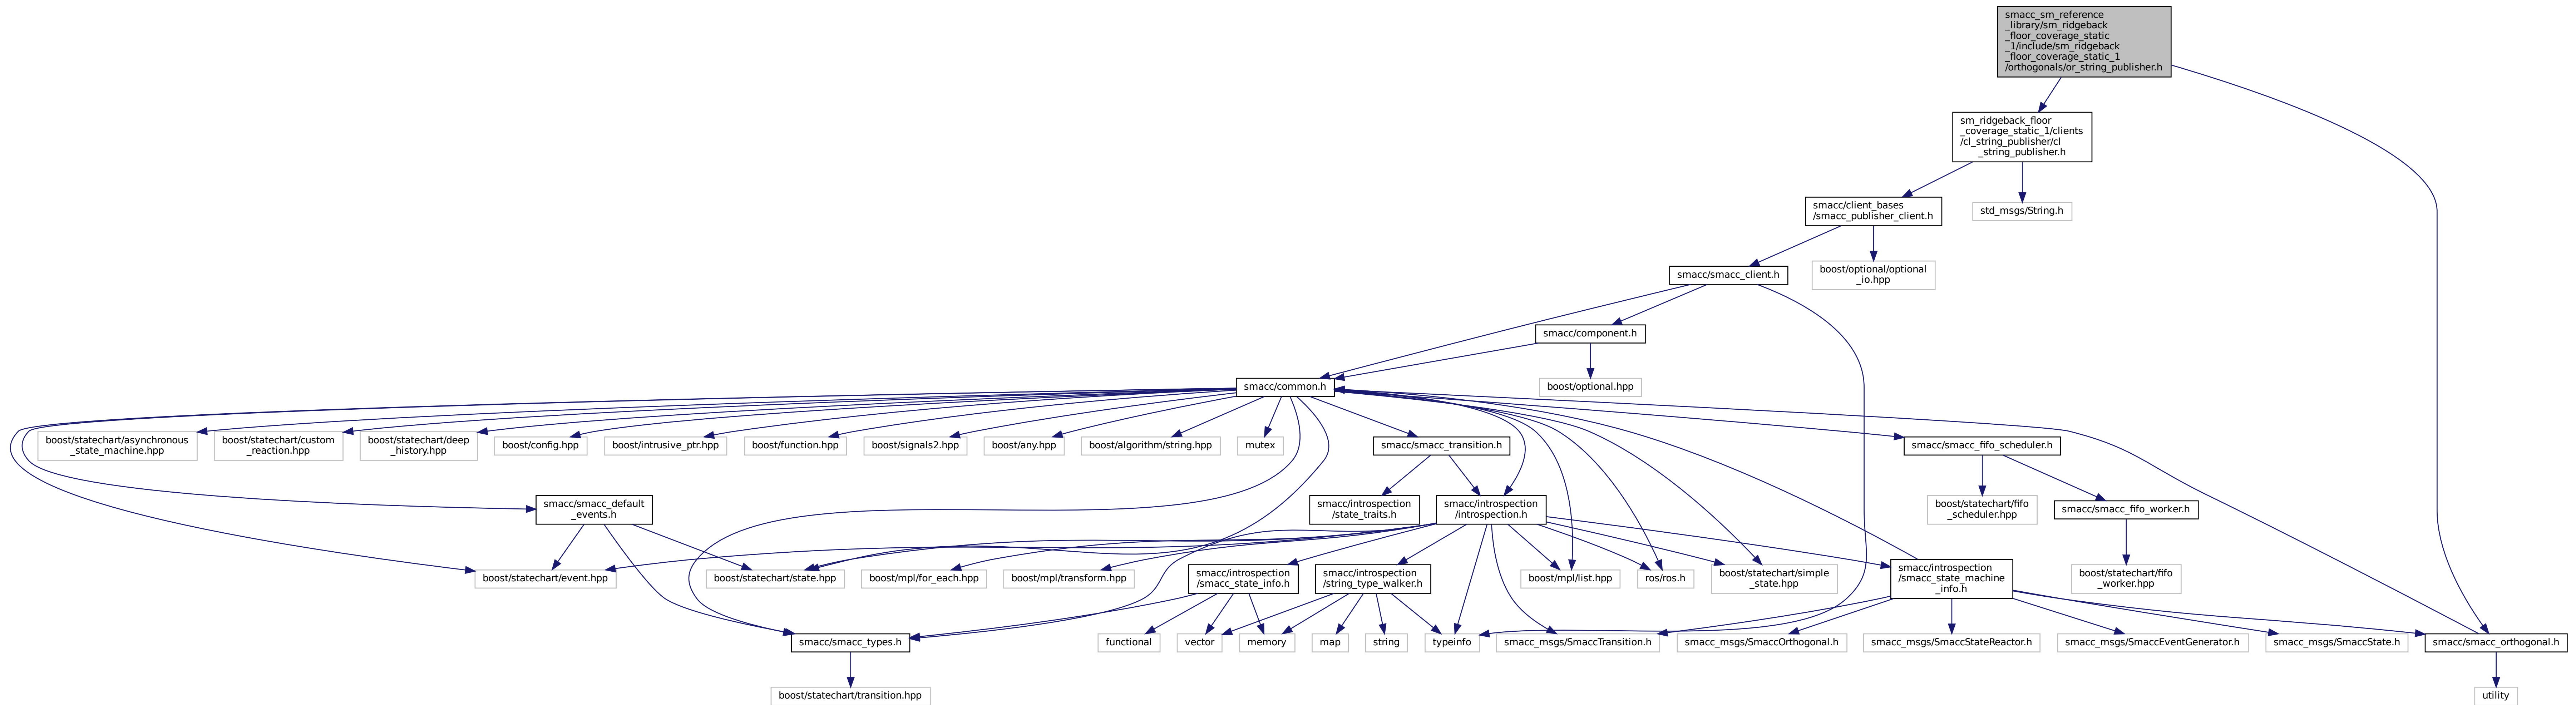 smacc_sm_reference
_library/sm_ridgeback
_floor_coverage_static
_1/include/sm_ridgeback
_floor_coverage_static_1
/orthogonals/or_string_publisher.h
sm_ridgeback_floor
_coverage_static_1/clients
/cl_string_publisher/cl
_string_publisher.h
smacc/client_bases
/smacc_publisher_client.h
std_msgs/String.h
smacc/smacc_client.h
boost/optional/optional
_io.hpp
smacc/component.h
smacc/common.h
boost/optional.hpp
boost/statechart/asynchronous
_state_machine.hpp
boost/statechart/custom
_reaction.hpp
boost/statechart/deep
_history.hpp
boost/config.hpp
boost/intrusive_ptr.hpp
boost/function.hpp
boost/signals2.hpp
boost/any.hpp
boost/algorithm/string.hpp
mutex
smacc/smacc_transition.h
smacc/smacc_fifo_scheduler.h
smacc/smacc_default
_events.h
smacc/introspection
/state_traits.h
smacc/introspection
/introspection.h
boost/statechart/fifo
_scheduler.hpp
smacc/smacc_fifo_worker.h
boost/statechart/event.hpp
boost/statechart/state.hpp
boost/mpl/for_each.hpp
boost/mpl/transform.hpp
smacc/introspection
/smacc_state_info.h
smacc/introspection
/string_type_walker.h
boost/mpl/list.hpp
ros/ros.h
boost/statechart/simple
_state.hpp
smacc/introspection
/smacc_state_machine
_info.h
boost/statechart/fifo
_worker.hpp
smacc/smacc_types.h
functional
vector
memory
map
string
typeinfo
smacc_msgs/SmaccTransition.h
smacc_msgs/SmaccOrthogonal.h
smacc_msgs/SmaccStateReactor.h
smacc_msgs/SmaccEventGenerator.h
smacc_msgs/SmaccState.h
smacc/smacc_orthogonal.h
boost/statechart/transition.hpp
utility